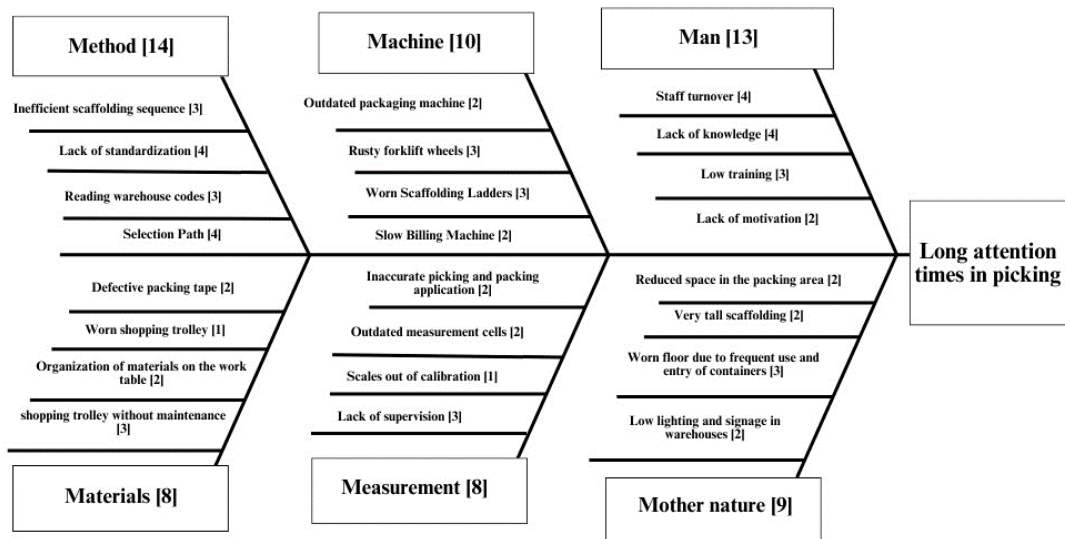 Method [14]
Machine [10]
Man [13]
Inefficient scaffolding sequence [3]
Lack of standardization [4]
Reading warehouse codes [3]
Selection Path [4]
Outdated packaging machine [2]
Rusty forklift wheels [3]
Worn Scaffolding Ladders [3]
Slow Billing Machine [2]
Staff turnover [4]
Lack of knowledge [4]
Low training [3]
Lack of motivation [2]
Long attention
times in picking
Defective packing tape [2]
Worn shopping trolley [1]
Organization of materials on the work
table [2]
shopping trolley without maintenance
[3]
Inaccurate picking and packing
application [2]
Outdated measurement cells [2]
Scales out of calibration [1]
Lack of supervision [3]
Reduced space in the packing area [2]
Very tall scaffolding [2]
Worn floor due to frequent use and
entry of containers [3]
Low lighting and signage in
warehouses [2]
Materials [8]
Measurement [8]
Mother nature [9]